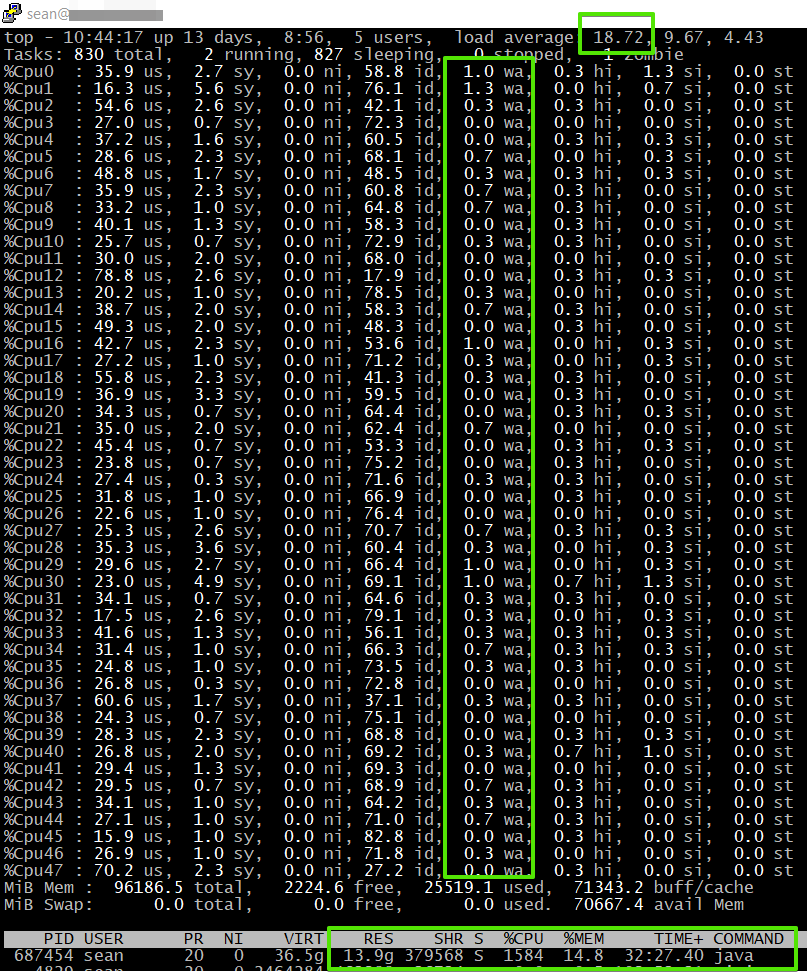 sean@
top - 10:44:17 up 13 days,  8:56,  5 users,  load average: 18.72, 9.67, 4.43
Tasks: 830 total,   2 running, 827 sleeping,   0 stopped,   1 zombie
%Cpu0  : 35.9 us,  2.7 sy,  0.0 ni, 58.8 id,  1.0 wa,  0.3 hi,  1.3 si,  0.0 st
%Cpu1  : 16.3 us,  5.6 sy,  0.0 ni, 76.1 id,  1.3 wa,  0.0 hi,  0.7 si,  0.0 st
%Cpu2  : 54.6 us,  2.6 sy,  0.0 ni, 42.1 id,  0.3 wa,  0.3 hi,  0.0 si,  0.0 st
%Cpu3  : 27.0 us,  0.7 sy,  0.0 ni, 72.3 id,  0.0 wa,  0.0 hi,  0.0 si,  0.0 st
%Cpu4  : 37.2 us,  1.6 sy,  0.0 ni, 60.5 id,  0.0 wa,  0.3 hi,  0.3 si,  0.0 st
%Cpu5  : 28.6 us,  2.3 sy,  0.0 ni, 68.1 id,  0.7 wa,  0.0 hi,  0.3 si,  0.0 st
%Cpu6  : 48.8 us,  1.7 sy,  0.0 ni, 48.5 id,  0.3 wa,  0.3 hi,  0.3 si,  0.0 st
%Cpu7  : 35.9 us,  2.3 sy,  0.0 ni, 60.8 id,  0.7 wa,  0.3 hi,  0.0 si,  0.0 st
%Cpu8  : 33.2 us,  1.0 sy,  0.0 ni, 64.8 id,  0.7 wa,  0.3 hi,  0.0 si,  0.0 st
%Cpu9  : 40.1 us,  1.3 sy,  0.0 ni, 58.3 id,  0.0 wa,  0.3 hi,  0.0 si,  0.0 st
%Cpu10 : 25.7 us,  0.7 sy,  0.0 ni, 72.9 id,  0.3 wa,  0.3 hi,  0.0 si,  0.0 st
%Cpu11 : 30.0 us,  2.0 sy,  0.0 ni, 68.0 id,  0.0 wa,  0.0 hi,  0.0 si,  0.0 st
%Cpu12 : 78.8 us,  2.6 sy,  0.0 ni, 17.9 id,  0.0 wa,  0.3 hi,  0.3 si,  0.0 st
%Cpu13 : 20.2 us,  1.0 sy,  0.0 ni, 78.5 id,  0.3 wa,  0.0 hi,  0.0 si,  0.0 st
%Cpu14 : 38.7 us,  2.0 sy,  0.0 ni, 58.3 id,  0.7 wa,  0.3 hi,  0.0 si,  0.0 st
%Cpu15 : 49.3 us,  2.0 sy,  0.0 ni, 48.3 id,  0.0 wa,  0.3 hi,  0.0 si,  0.0 st
%Cpu16 : 42.7 us,  2.3 sy,  0.0 ni, 53.6 id,  1.0 wa,  0.3 hi,  0.0 si,  0.0 st
%Cpu17 : 27.2 us,  1.0 sy,  0.0 ni, 71.2 id,  0.3 wa,  0.3 hi,  0.0 si,  0.0 st
%Cpu18 : 55.8 us,  2.3 sy,  0.0 ni, 41.3 id,  0.3 wa,  0.3 hi,  0.0 si,  0.0 st
%Cpu19 : 36.9 us,  3.3 sy,  0.0 ni, 59.5 id,  0.0 wa,  0.3 hi,  0.0 si,  0.0 st
%Cpu20 : 34.3 us,  0.7 sy,  0.0 ni, 64.4 id,  0.0 wa,  0.3 hi,  0.3 si,  0.0 st
%Cpu21 : 35.0 us,  2.0 sy,  0.0 ni, 62.4 id,  0.7 wa,  0.0 hi,  0.0 si,  0.0 st
%Cpu22 : 45.4 us,  0.7 sy,  0.0 ni, 53.3 id,  0.0 wa,  0.3 hi,  0.3 si,  0.0 st
%Cpu23 : 23.8 us,  0.7 sy,  0.0 ni, 75.2 id,  0.0 wa,  0.3 hi,  0.0 si,  0.0 st
%Cpu24 : 27.4 us,  0.3 sy,  0.0 ni, 71.6 id,  0.3 wa,  0.3 hi,  0.0 si,  0.0 st
%Cpu25 : 31.8 us,  1.0 sy,  0.0 ni, 66.9 id,  0.0 wa,  0.3 hi,  0.0 si,  0.0 st
%Cpu26 : 22.6 us,  1.0 sy,  0.0 ni, 76.4 id,  0.0 wa,  0.0 hi,  0.0 si,  0.0 st
%Cpu27 : 25.3 us,  2.6 sy,  0.0 ni, 70.7 id,  0.7 wa,  0.3 hi,  0.3 si,  0.0 st
%Cpu28 : 35.3 us,  3.6 sy,  0.0 ni, 60.4 id,  0.3 wa,  0.0 hi,  0.3 si,  0.0 st
%Cpu29 : 29.6 us,  2.7 sy,  0.0 ni, 66.4 id,  1.0 wa,  0.3 hi,  0.0 si,  0.0 st
%Cpu30 : 23.0 us,  4.9 sy,  0.0 ni, 69.1 id,  1.0 wa,  0.7 hi,  1.3 si,  0.0 st
%Cpu31 : 34.1 us,  0.7 sy,  0.0 ni, 64.6 id,  0.3 wa,  0.3 hi,  0.0 si,  0.0 st
%Cpu32 : 17.5 us,  2.6 sy,  0.0 ni, 79.1 id,  0.3 wa,  0.3 hi,  0.3 si,  0.0 st
%Cpu33 : 41.6 us,  1.3 sy,  0.0 ni, 56.1 id,  0.3 wa,  0.3 hi,  0.3 si,  0.0 st
%Cpu34 : 31.4 us,  1.0 sy,  0.0 ni, 66.3 id,  0.7 wa,  0.3 hi,  0.3 si,  0.0 st
%Cpu35 : 24.8 us,  1.0 sy,  0.0 ni, 73.5 id,  0.3 wa,  0.3 hi,  0.0 si,  0.0 st
%Cpu36 : 26.8 us,  0.3 sy,  0.0 ni, 72.8 id,  0.0 wa,  0.0 hi,  0.0 si,  0.0 st
%Cpu37 : 60.6 us,  1.7 sy,  0.0 ni, 37.1 id,  0.3 wa,  0.3 hi,  0.0 si,  0.0 st
%Cpu38 : 24.3 us,  0.7 sy,  0.0 ni, 75.1 id,  0.0 wa,  0.0 hi,  0.0 si,  0.0 st
%Cpu39 : 28.3 us,  2.3 sy,  0.0 ni, 68.8 id,  0.0 wa,  0.3 hi,  0.3 si,  0.0 st
%Cpu40 : 26.8 us,  2.0 sy,  0.0 ni, 69.2 id,  0.3 wa,  0.7 hi,  1.0 si,  0.0 st
%Cpu41 : 29.4 us,  1.3 sy,  0.0 ni, 69.3 id,  0.0 wa,  0.0 hi,  0.0 si,  0.0 st
%Cpu42 : 29.5 us,  0.7 sy,  0.0 ni, 68.9 id,  0.7 wa,  0.3 hi,  0.0 si,  0.0 st
%Cpu43 : 34.1 us,  1.0 sy,  0.0 ni, 64.2 id,  0.3 wa,  0.3 hi,  0.0 si,  0.0 st
%Cpu44 : 27.1 us,  1.0 sy,  0.0 ni, 71.0 id,  0.7 wa,  0.3 hi,  0.0 si,  0.0 st
%Cpu45 : 15.9 us,  1.0 sy,  0.0 ni, 82.8 id,  0.0 wa,  0.3 hi,  0.0 si,  0.0 st
%Cpu46 : 26.9 us,  1.0 sy,  0.0 ni, 71.8 id,  0.3 wa,  0.0 hi,  0.0 si,  0.0 st
%Cpu47 : 70.2 us,  2.3 sy,  0.0 ni, 27.2 id,  0.0 wa,  0.3 hi,  0.0 si,  0.0 st
MiB Mem :  96186.5 total,   2224.6 free,  25519.1 used,  71343.2 buff/cache
MiB Swap:      0.0 total,      0.0 free,      0.0 used.  70667.4 avail Mem
PID USER      PR  NI    VIRT    RES    SHR S  %CPU  %MEM     TIME+ COMMAND
687454 sean      20   0   36.5g  13.9g 379568 S  1584  14.8  32:27.40 java